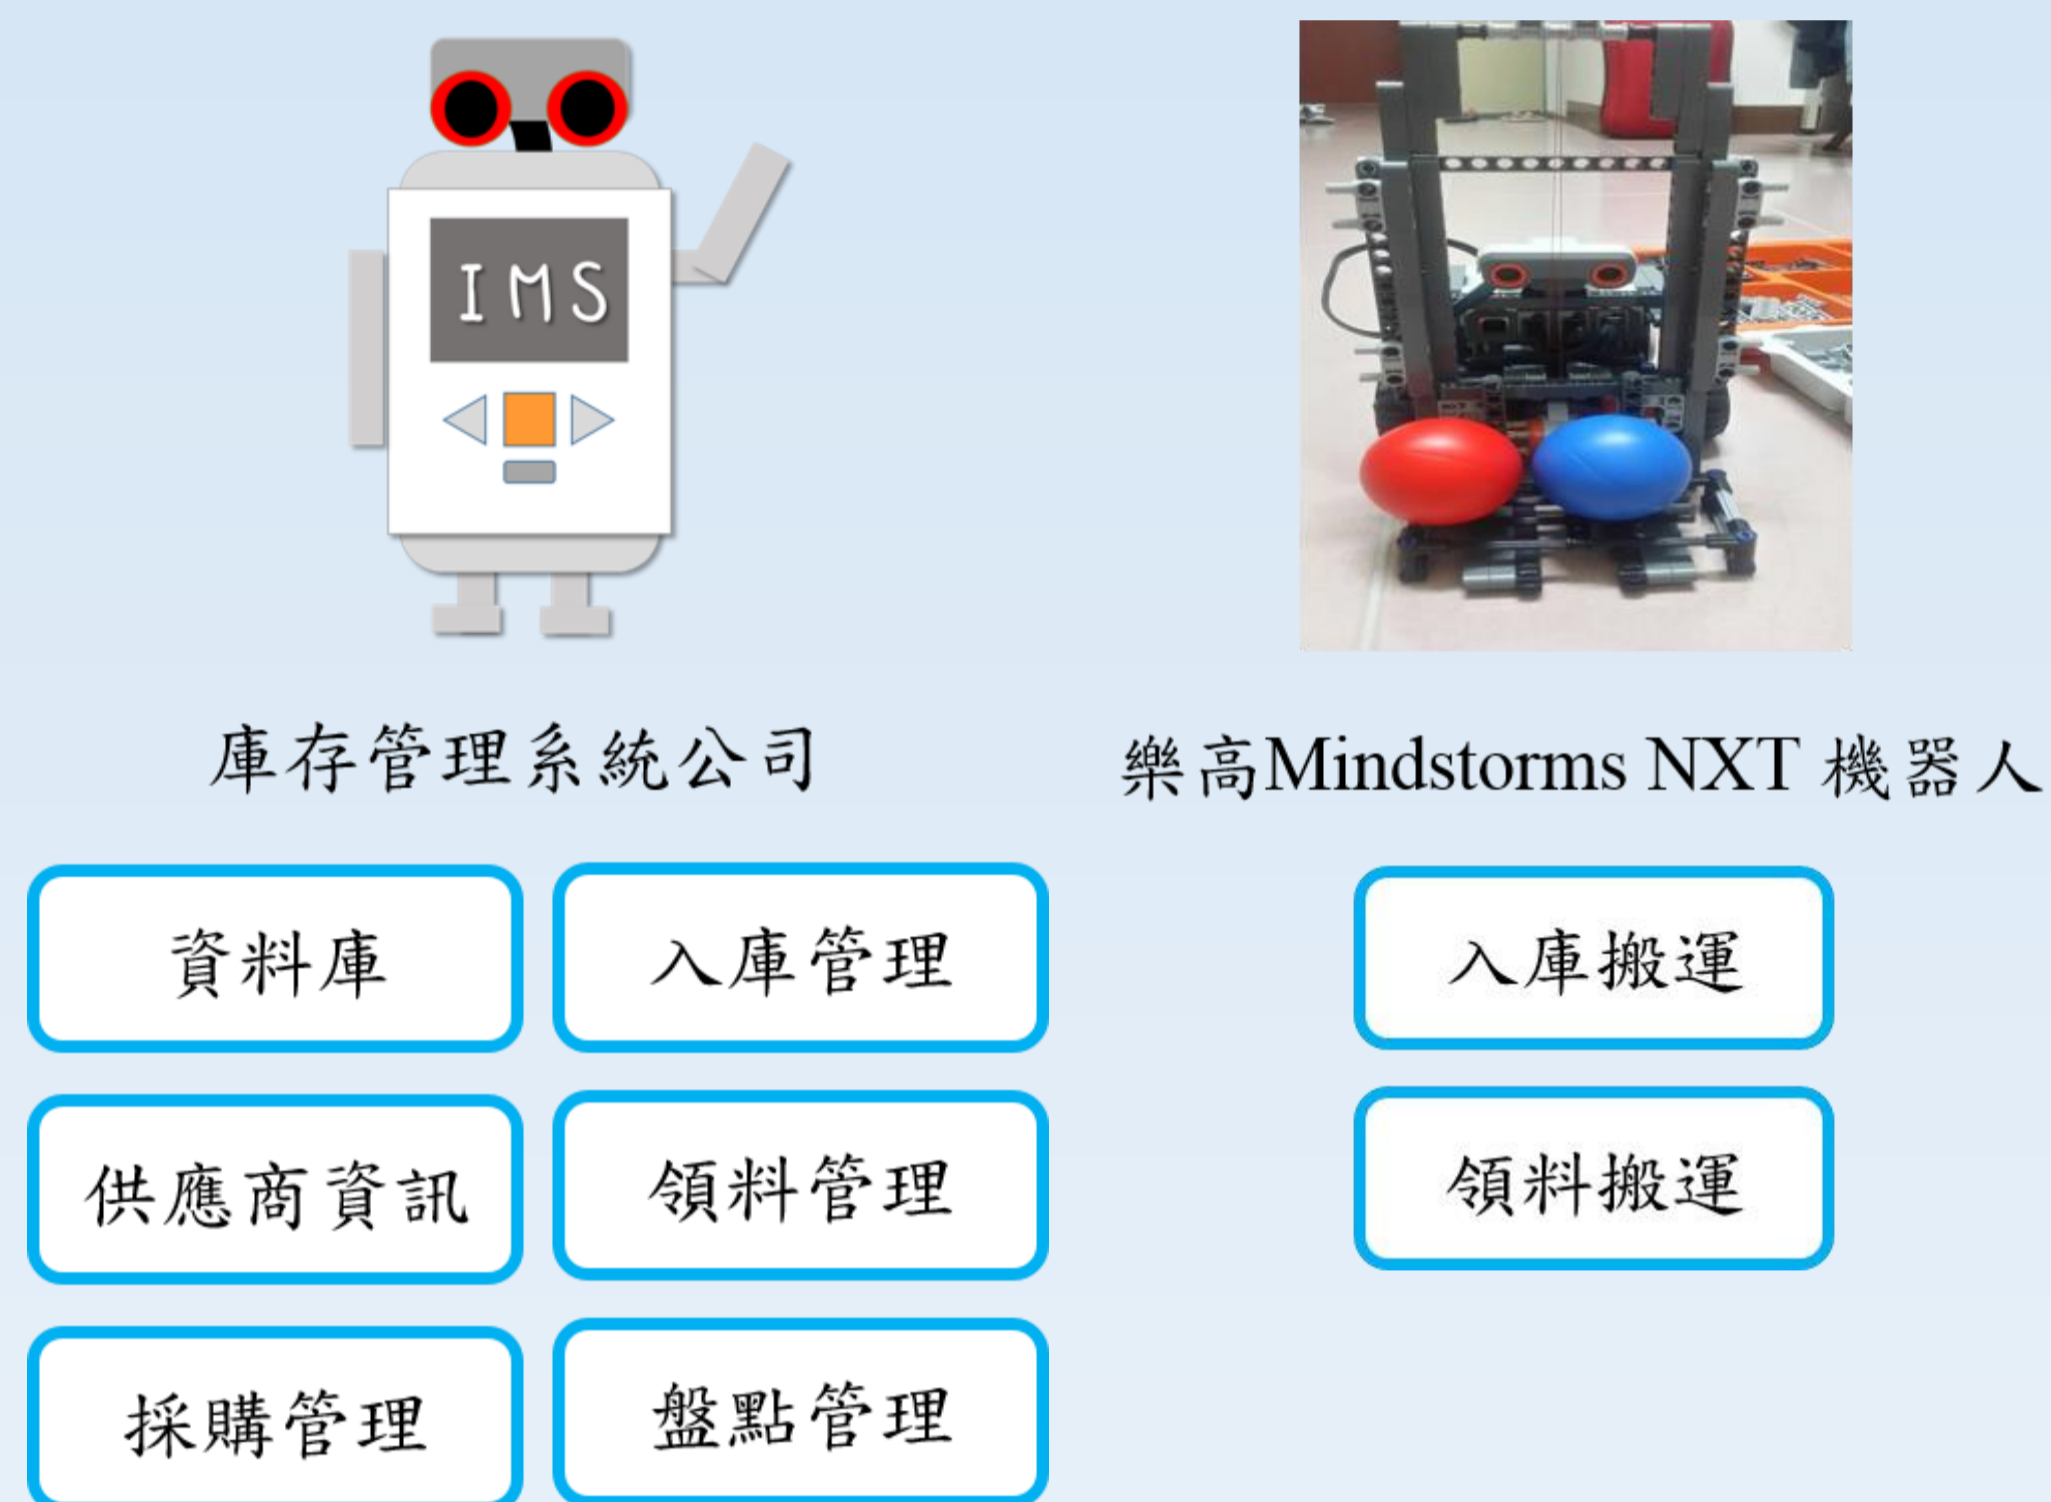 IMS
庫存管理系統公司
樂高Mindstorms NXT 機器人
資料庫
入庫管理
入庫搬運
供應商資訊
領料管理
領料搬運
採購管理
盤點管理